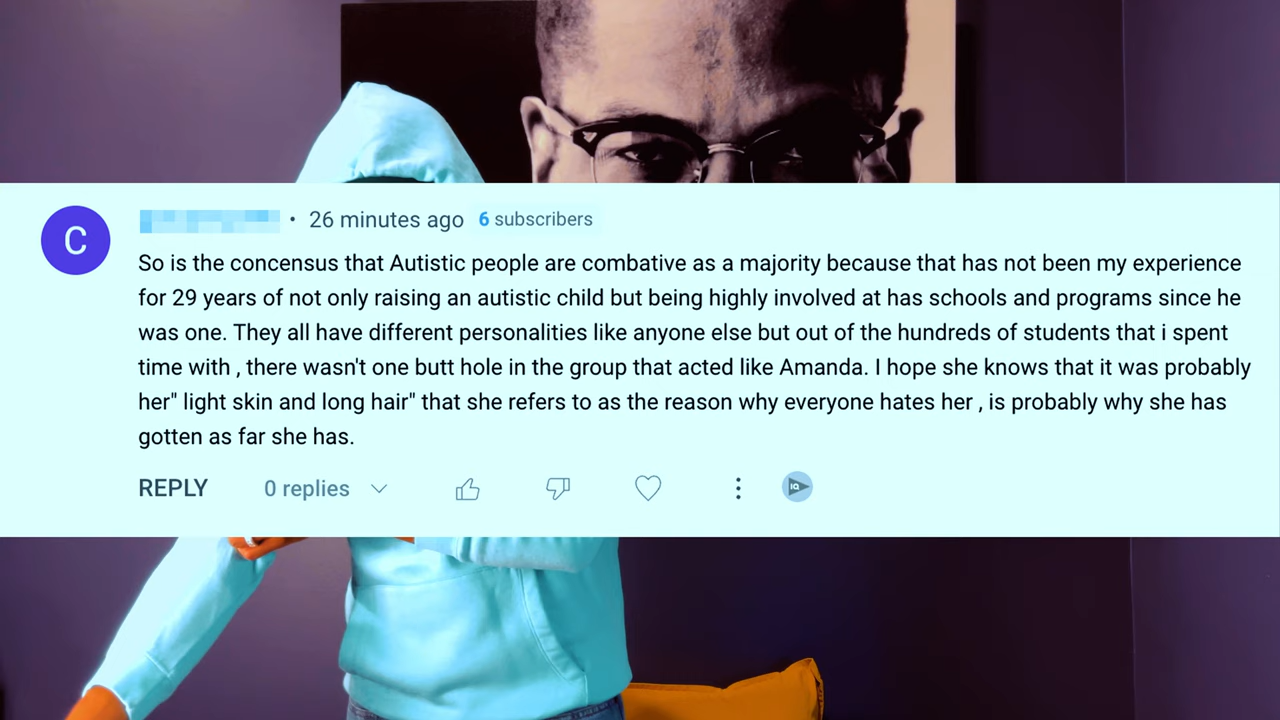 C
• 26 minutes ago 6 subscribers
So is the concensus that Autistic people are combative as a majority because that has not been my experience
for 29 years of not only raising an autistic child but being highly involved at has schools and programs since he
was one. They all have different personalities like anyone else but out of the hundreds of students that i spent
time with , there wasn't one butt hole in the group that acted like Amanda. I hope she knows that it was probably
her" light skin and long hair" that she refers to as the reason why everyone hates her , is probably why she has
gotten as far she has.
REPLY 0 replies
IQ